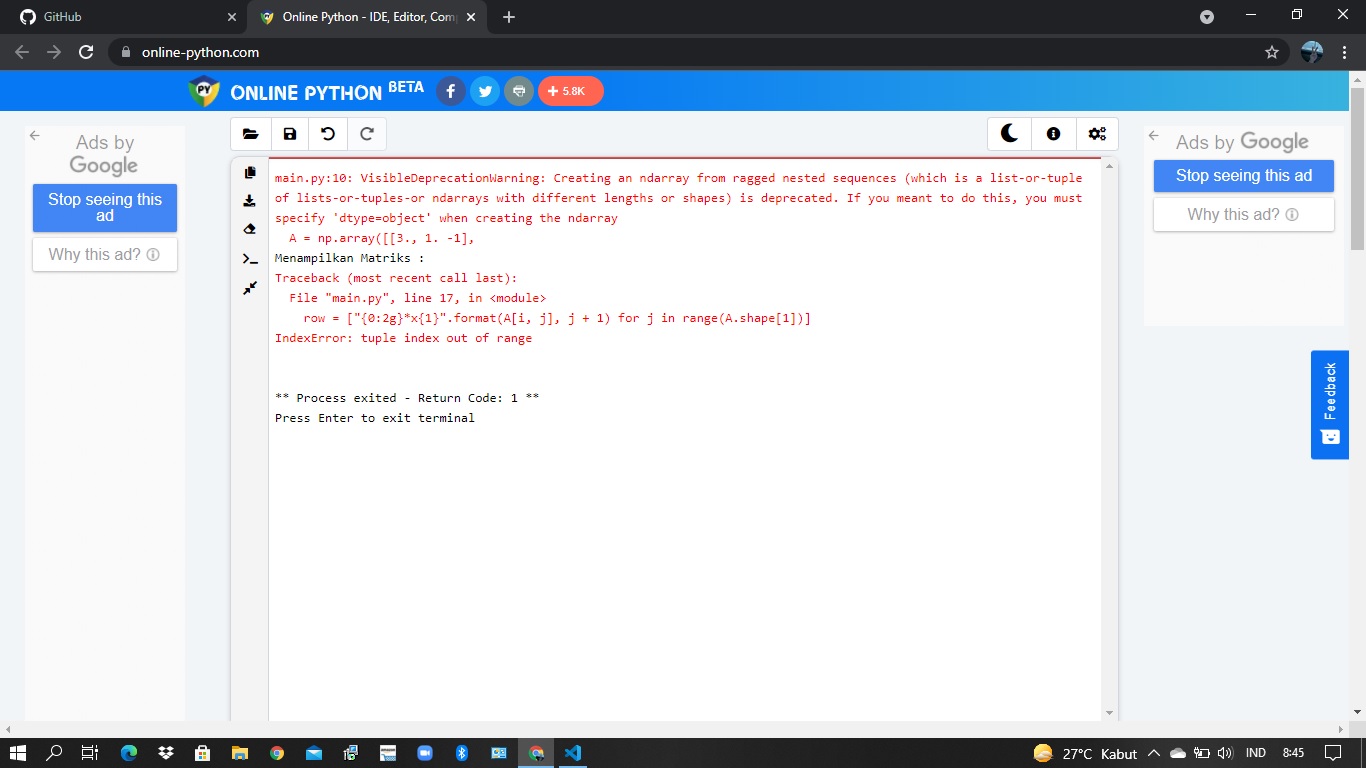 GitHub
Online Python - IDE, Editor, Com
online-python.com
PY ONLINE PYTHON BETA
5.8K
Ads by Google
Stop seeing this ad
Why this ad?
main.py:10: VisibleDeprecationWarning: Creating an ndarray from ragged nested sequences (which is a list-or-tuple
of lists-or-tuples-or ndarrays with different lengths or shapes) is deprecated. If you meant to do this, you must
specify 'dtype=object' when creating the ndarray
A = np.array([[3., 1. -1],
Menampilkan Matriks :
Traceback (most recent call last):
File "main.py", line 17, in <module>
row = ["{0:2g}*x{1}".format(A[i, j], j + 1) for j in range(A.shape[1])]
IndexError: tuple index out of range
** Process exited - Return Code: 1 **
Press Enter to exit terminal
Ads by Google
Stop seeing this ad
Why this ad?
Feedback
27°C Kabut
IND
8:45